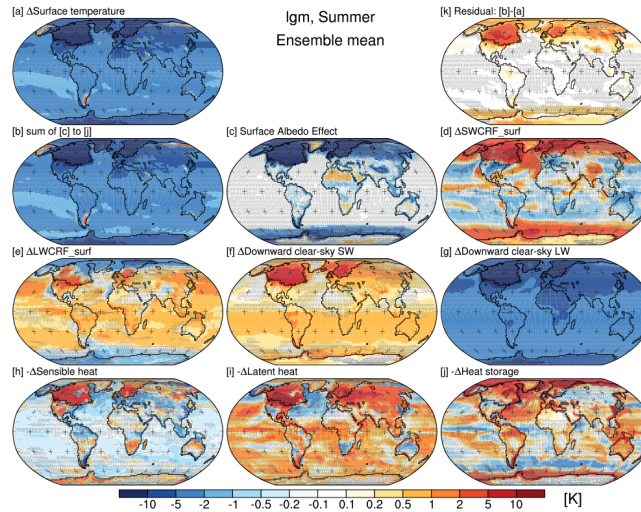 [a] ΔSurface temperature
lgm, Summer
Ensemble mean
[k] Residual: [b]-[a]
[b] sum of [c] to [j]
[c] Surface Albedo Effect
[d] ΔSWCRF_surf
[e] ΔLWCRF_surf
[f] ΔDownward clear-sky SW
[g] ΔDownward clear-sky LW
[h] -ΔSensible heat
[i] -ΔLatent heat
[j] -ΔHeat storage
-10 -5 -2 -1 -0.5 -0.2 -0.1 0.1 0.2 0.5 1 2 5 10 [K]